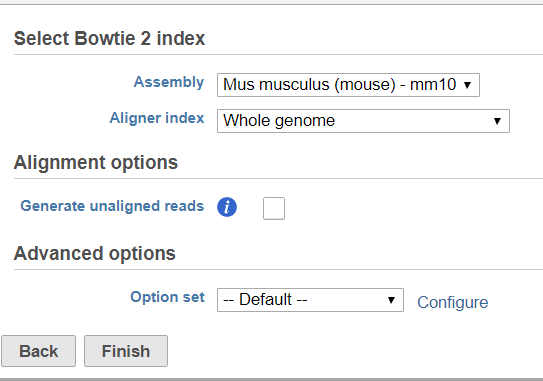 Select Bowtie 2 index
Assembly Mus musculus (mouse) - mm10
Aligner index Whole genome
Alignment options
Generate unaligned reads i
Advanced options
Option set -- Default -- Configure
Back Finish